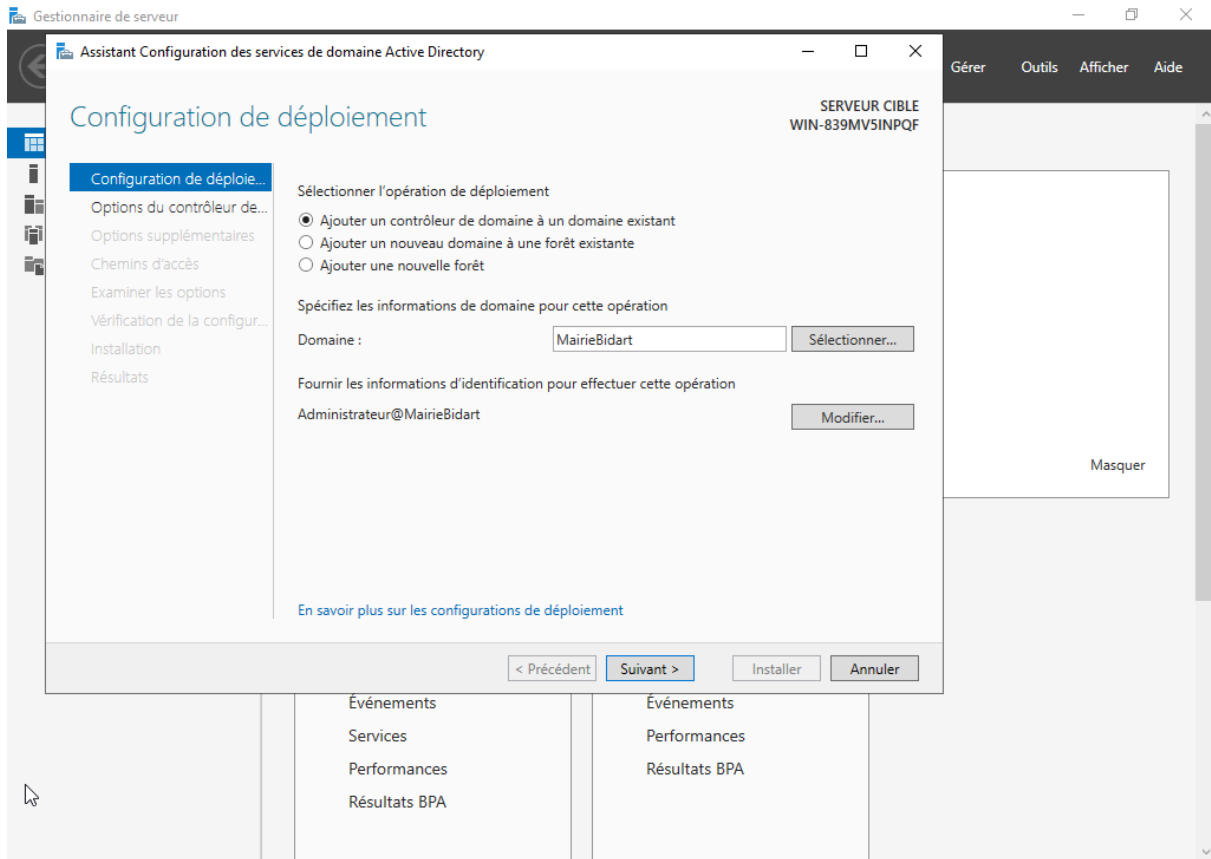 Gestionnaire de serveur
Assistant Configuration des services de domaine Active Directory
Gérer Outils Afficher Aide
Configuration de déploiement
SERVEUR CIBLE
WIN-839MV5INPQF
Configuration de déploie...
Options du contrôleur de...
Options supplémentaires
Chemins d'accès
Examiner les options
Vérification de la configur...
Installation
Résultats
Sélectionner l'opération de déploiement
Ajouter un contrôleur de domaine à un domaine existant
Ajouter un nouveau domaine à une forêt existante
Ajouter une nouvelle forêt
Spécifiez les informations de domaine pour cette opération
Domaine : MairieBidart Sélectionner...
Fournir les informations d'identification pour effectuer cette opération
Administrateur@MairieBidart Modifier...
En savoir plus sur les configurations de déploiement
< Précédent Suivant > Installer Annuler
Masquer
Événements
Services
Performances
Résultats BPA
Événements
Performances
Résultats BPA